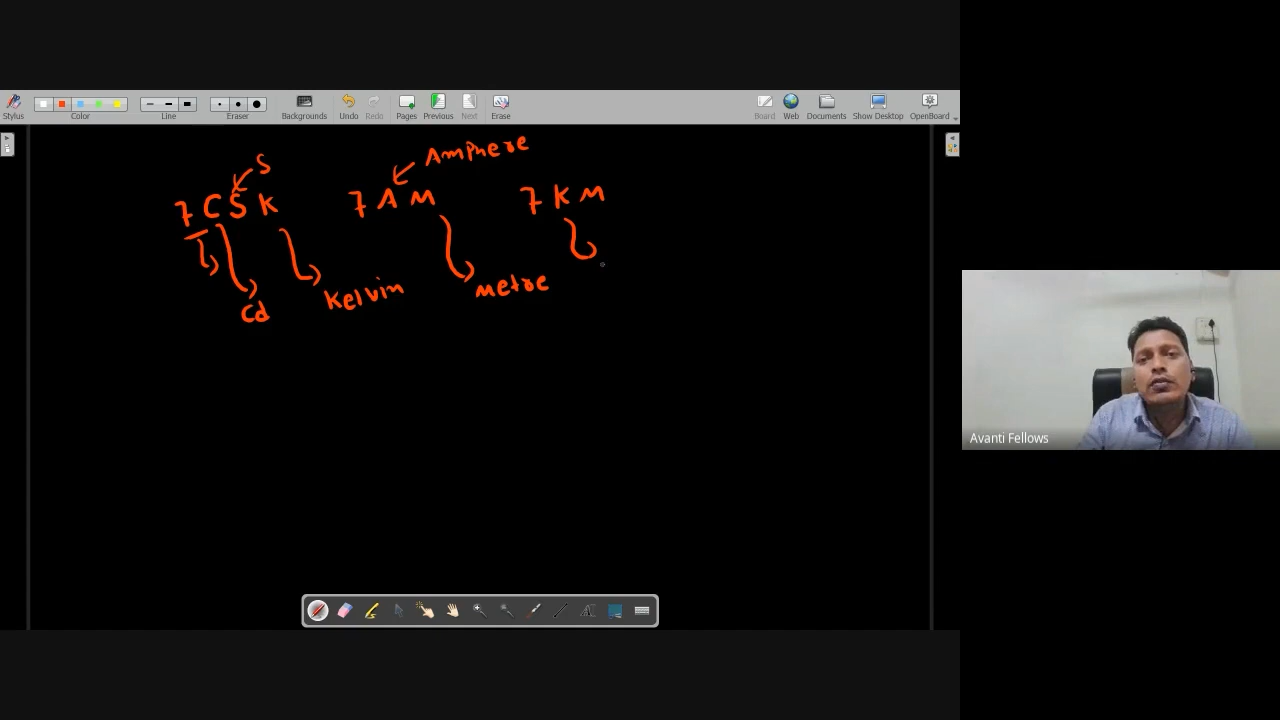 Stylus Color Line Eraser Backgrounds Undo Redo Pages Previous Next Erase Board Web Documents Show Desktop OpenBoard
Amphere
S
7 C S K 7 A M 7 K M
Kelvin metre
Cd
Avanti Fellows